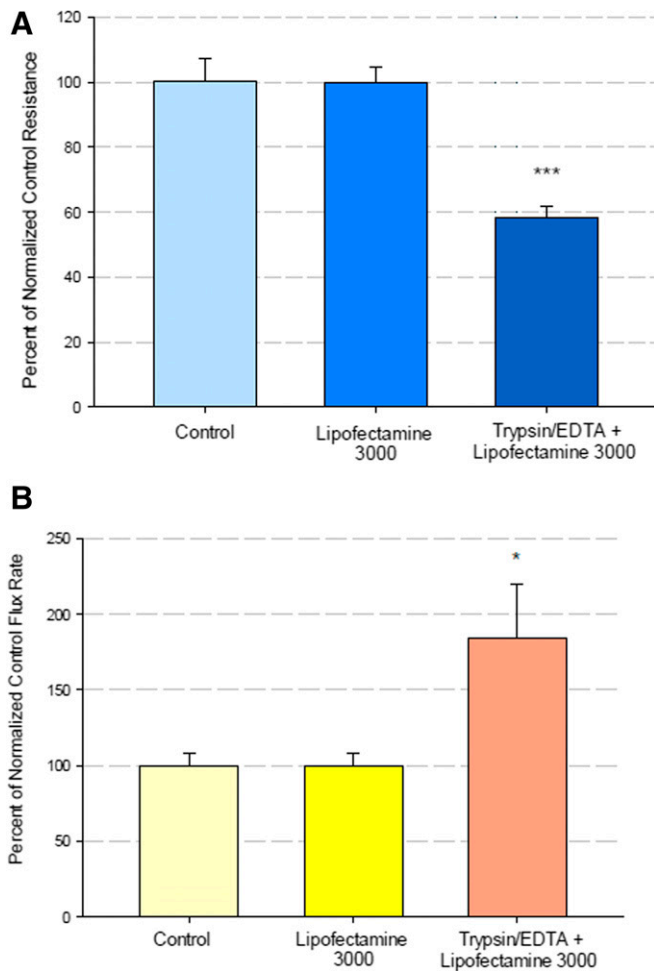 A
Percent of Normalized Control Resistance
120
100
80
60
40
20
0
***
Control
Lipofectamine
3000
Trypsin/EDTA +
Lipofectamine 3000
B
Percent of Normalized Control Flux Rate
250
200
150
100
50
0
*
Control
Lipofectamine
3000
Trypsin/EDTA +
Lipofectamine 3000